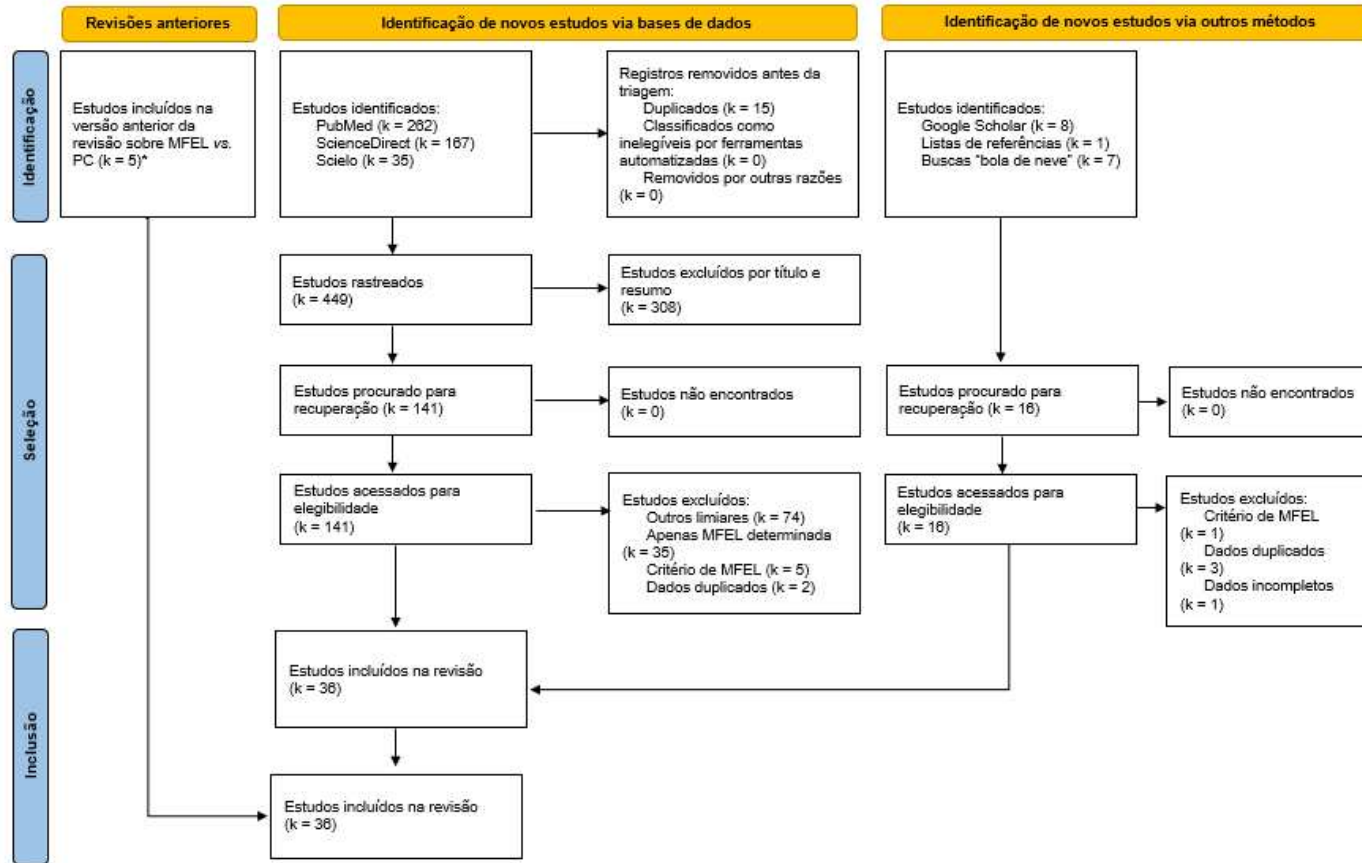 Revisões anteriores
Identificação de novos estudos via bases de dados
Identificação de novos estudos via outros métodos
Identificação
Estudos incluídos na
versão anterior da
revisão sobre MFEL vs.
PC (k = 5)*
Estudos identificados:
PubMed (k = 262)
ScienceDirect (k = 167)
Scielo (k = 35)
Registros removidos antes da
triagem:
Duplicados (k = 15)
Classificados como
inelegíveis por ferramentas
automatizadas (k = 0)
Removidos por outras razões
(k = 0)
Estudos identificados:
Google Scholar (k = 8)
Listas de referências (k = 1)
Buscas "bola de neve" (k = 7)
Seleção
Estudos rastreados
(k = 449)
Estudos excluídos por título e
resumo
(k = 308)
Estudos procurado para
recuperação (k = 141)
Estudos não encontrados
(k = 0)
Estudos procurado para
recuperação (k = 16)
Estudos não encontrados
(k = 0)
Estudos acessados para
elegibilidade
(k = 141)
Estudos excluídos:
Outros limiares (k = 74)
Apenas MFEL determinada
(k = 35)
Critério de MFEL (k = 5)
Dados duplicados (k = 2)
Estudos acessados para
elegibilidade
(k = 16)
Estudos excluídos:
Critério de MFEL
(k = 1)
Dados duplicados
(k = 3)
Dados incompletos
(k = 1)
Inclusão
Estudos incluídos na revisão
(k = 36)
Estudos incluídos na revisão
(k = 36)